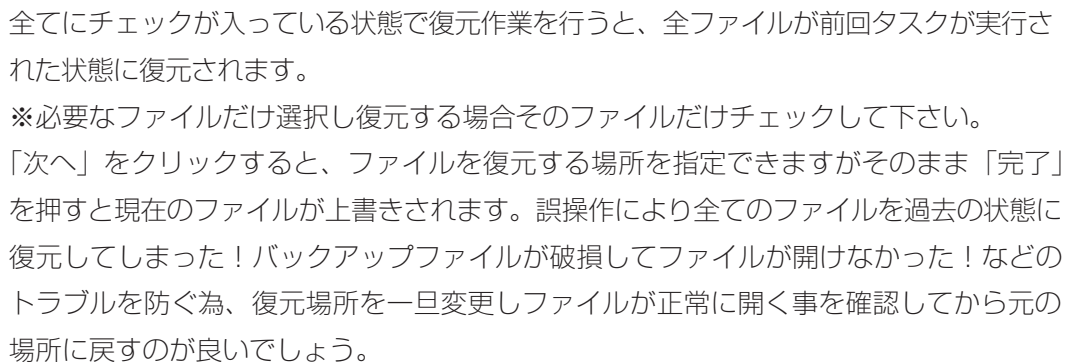 全てにチェックが入っている状態で復元作業を行うと、全ファイルが前回タスクが実行さ
れた状態に復元されます。
※必要なファイルだけ選択し復元する場合そのファイルだけチェックして下さい。
「次へ」をクリックすると、ファイルを復元する場所を指定できますがそのまま「完了」
を押すと現在のファイルが上書きされます。誤操作により全てのファイルを過去の状態に
復元してしまった！バックアップファイルが破損してファイルが開けなかった！などの
トラブルを防ぐ為、復元場所を一旦変更しファイルが正常に開く事を確認してから元の
場所に戻すのが良いでしょう。